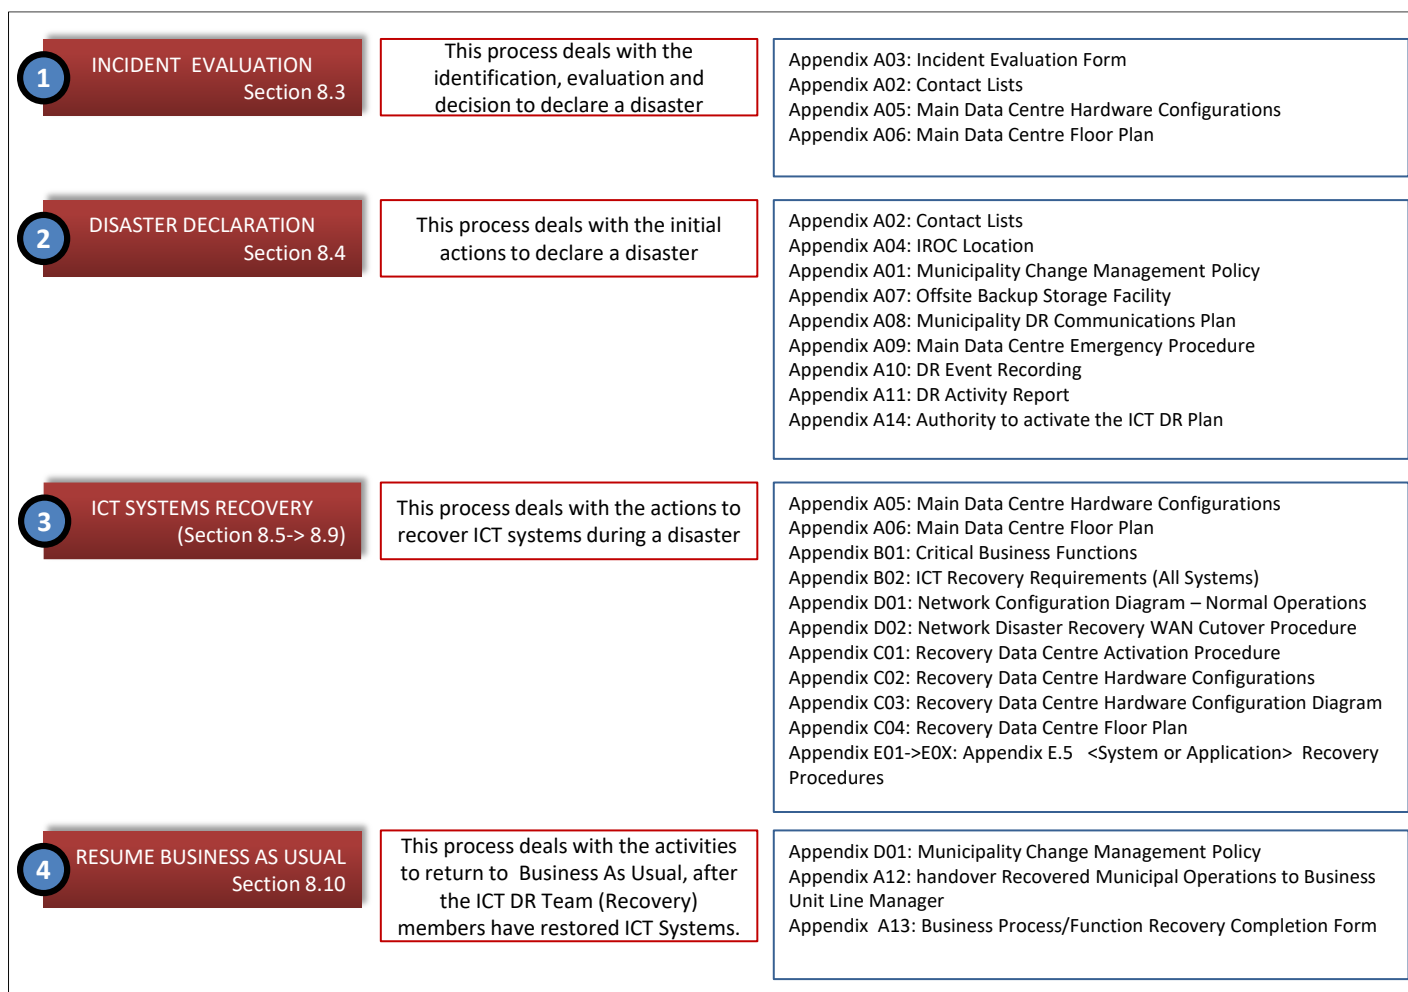 1
INCIDENT EVALUATION
Section 8.3
This process deals with the
identification, evaluation and
decision to declare a disaster
Appendix A03: Incident Evaluation Form
Appendix A02: Contact Lists
Appendix A05: Main Data Centre Hardware Configurations
Appendix A06: Main Data Centre Floor Plan
2
DISASTER DECLARATION
Section 8.4
This process deals with the initial
actions to declare a disaster
Appendix A02: Contact Lists
Appendix A04: IROC Location
Appendix A01: Municipality Change Management Policy
Appendix A07: Offsite Backup Storage Facility
Appendix A08: Municipality DR Communications Plan
Appendix A09: Main Data Centre Emergency Procedure
Appendix A10: DR Event Recording
Appendix A11: DR Activity Report
Appendix A14: Authority to activate the ICT DR Plan
3
ICT SYSTEMS RECOVERY
(Section 8.5-> 8.9)
This process deals with the actions to
recover ICT systems during a disaster
Appendix A05: Main Data Centre Hardware Configurations
Appendix A06: Main Data Centre Floor Plan
Appendix B01: Critical Business Functions
Appendix B02: ICT Recovery Requirements (All Systems)
Appendix D01: Network Configuration Diagram – Normal Operations
Appendix D02: Network Disaster Recovery WAN Cutover Procedure
Appendix C01: Recovery Data Centre Activation Procedure
Appendix C02: Recovery Data Centre Hardware Configurations
Appendix C03: Recovery Data Centre Hardware Configuration Diagram
Appendix C04: Recovery Data Centre Floor Plan
Appendix E01->E0X: Appendix E.5 <System or Application> Recovery
Procedures
4
RESUME BUSINESS AS USUAL
Section 8.10
This process deals with the activities
to return to Business As Usual, after
the ICT DR Team (Recovery)
members have restored ICT Systems.
Appendix D01: Municipality Change Management Policy
Appendix A12: handover Recovered Municipal Operations to Business
Unit Line Manager
Appendix A13: Business Process/Function Recovery Completion Form